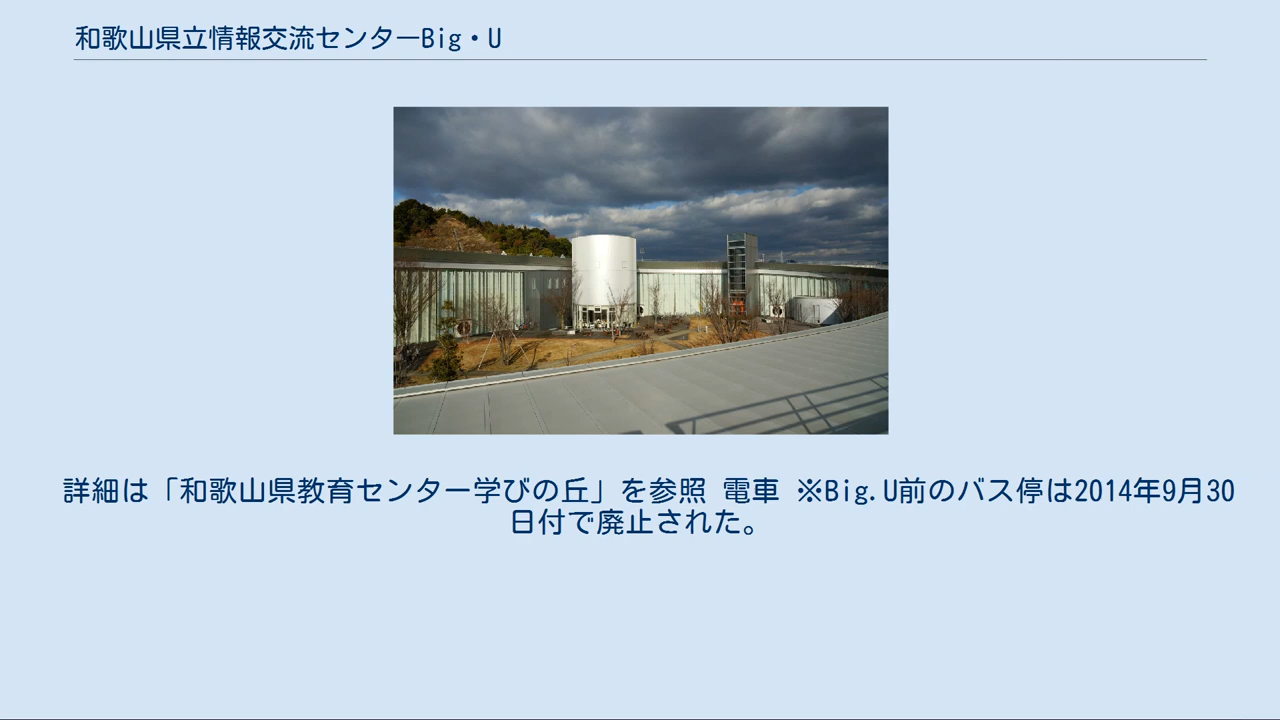 和歌山県立情報交流センターBig・U
詳細は「和歌山県教育センター学びの丘」を参照 電車 ※Big.U前のバス停は2014年9月30
日付で廃止された。